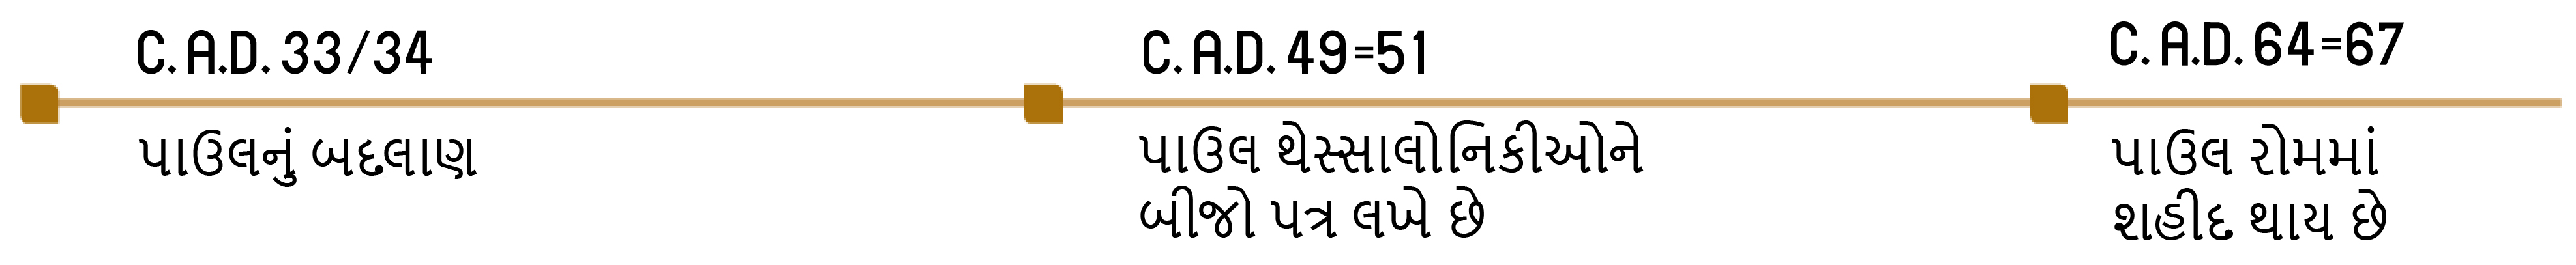 C. A.D. 33/34
પાઉલનું બદલાણ
C. A.D. 49=51
પાઉલ થેસ્સાલોનિકીઓને
બીજો પત્ર લખે છે
C. A.D. 64=67
પાઉલ રોમમાં
શહીદ થાય છે